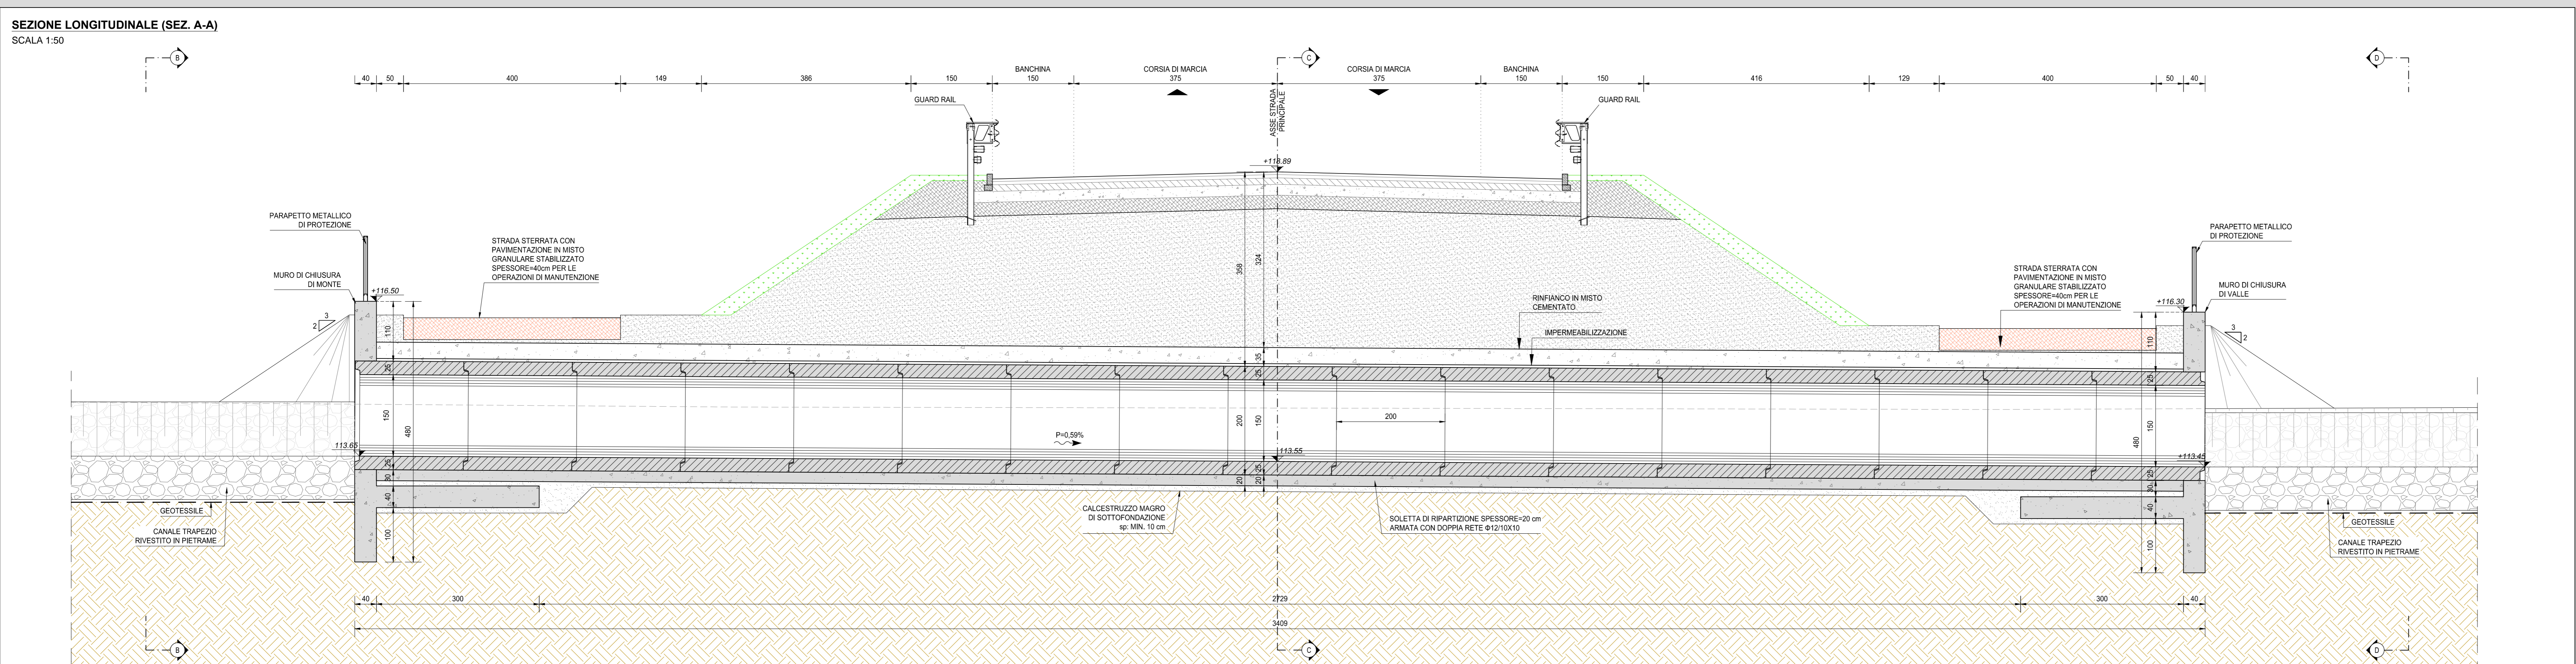 SEZIONE LONGITUDINALE (SEZ. A-A)
SCALA 1:50
B
C
D
BANCHINA
CORSIA DI MARCIA
CORSIA DI MARCIA
BANCHINA
40
50
400
149
386
150
150
375
375
150
150
416
129
400
50
40
GUARD RAIL
ASSE STRADA
PRINCIPALE
GUARD RAIL
+118.89
PARAPETTO METALLICO
DI PROTEZIONE
STRADA STERRATA CON
PAVIMENTAZIONE IN MISTO
GRANULARE STABILIZZATO
SPESSORE=40cm PER LE
OPERAZIONI DI MANUTENZIONE
MURO DI CHIUSURA
DI MONTE
+116.50
3
2
358
324
PARAPETTO METALLICO
DI PROTEZIONE
STRADA STERRATA CON
PAVIMENTAZIONE IN MISTO
GRANULARE STABILIZZATO
SPESSORE=40cm PER LE
OPERAZIONI DI MANUTENZIONE
MURO DI CHIUSURA
DI VALLE
+116.30
3
2
RINFIANCO IN MISTO
CEMENTATO
IMPERMEABILIZZAZIONE
110
25
150
480
25
30
40
100
35
25
200
150
25
20
20
200
P=0,59%
113.65
113.55
+113.45
110
25
150
480
25
30
40
100
GEOTESSILE
CANALE TRAPEZIO
RIVESTITO IN PIETRAME
CALCESTRUZZO MAGRO
DI SOTTOFONDAZIONE
sp: MIN. 10 cm
SOLETTA DI RIPARTIZIONE SPESSORE=20 cm
ARMATA CON DOPPIA RETE Φ12/10X10
GEOTESSILE
CANALE TRAPEZIO
RIVESTITO IN PIETRAME
40
300
2729
300
40
3409
B
C
D